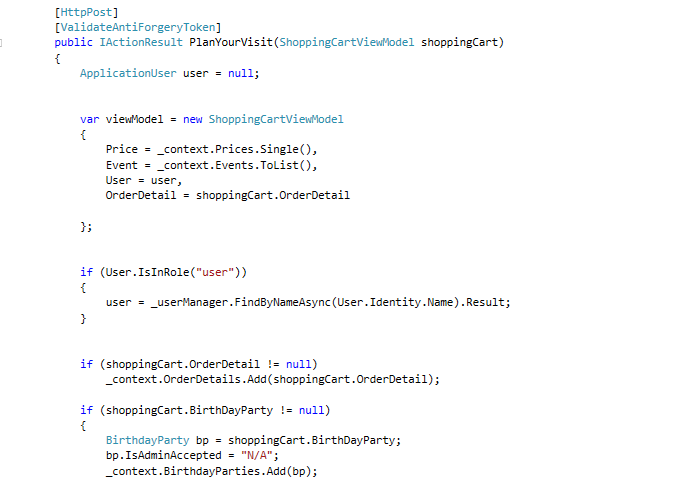 [HttpPost]
[ValidateAntiForgeryToken]
public IActionResult PlanYourVisit(ShoppingCartViewModel shoppingCart)
{
ApplicationUser user = null;
var viewModel = new ShoppingCartViewModel
{
Price = _context.Prices.Single(),
Event = _context.Events.ToList(),
User = user,
OrderDetail = shoppingCart.OrderDetail
};
if (User.IsInRole("user"))
{
user = _userManager.FindByNameAsync(User.Identity.Name).Result;
}
if (shoppingCart.OrderDetail != null)
_context.OrderDetails.Add(shoppingCart.OrderDetail);
if (shoppingCart.BirthDayParty != null)
{
BirthdayParty bp = shoppingCart.BirthDayParty;
bp.IsAdminAccepted = "N/A";
_context.BirthdayParties.Add(bp);